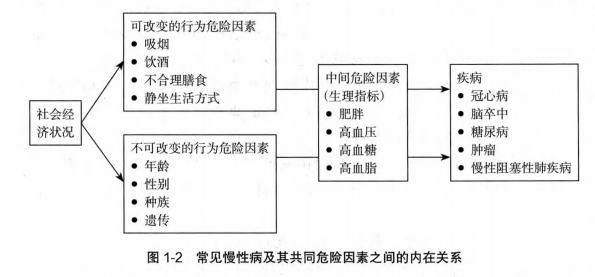 社会经
济状况
可改变的行为危险因素
● 吸烟
● 饮酒
● 不合理膳食
● 静坐生活方式
不可改变的行为危险因素
● 年龄
● 性别
● 种族
● 遗传
中间危险因素
(生理指标)
● 肥胖
● 高血压
● 高血糖
● 高血脂
疾病
● 冠心病
● 脑卒中
● 糖尿病
● 肿瘤
● 慢性阻塞性肺疾病
图 1-2 常见慢性病及其共同危险因素之间的内在关系